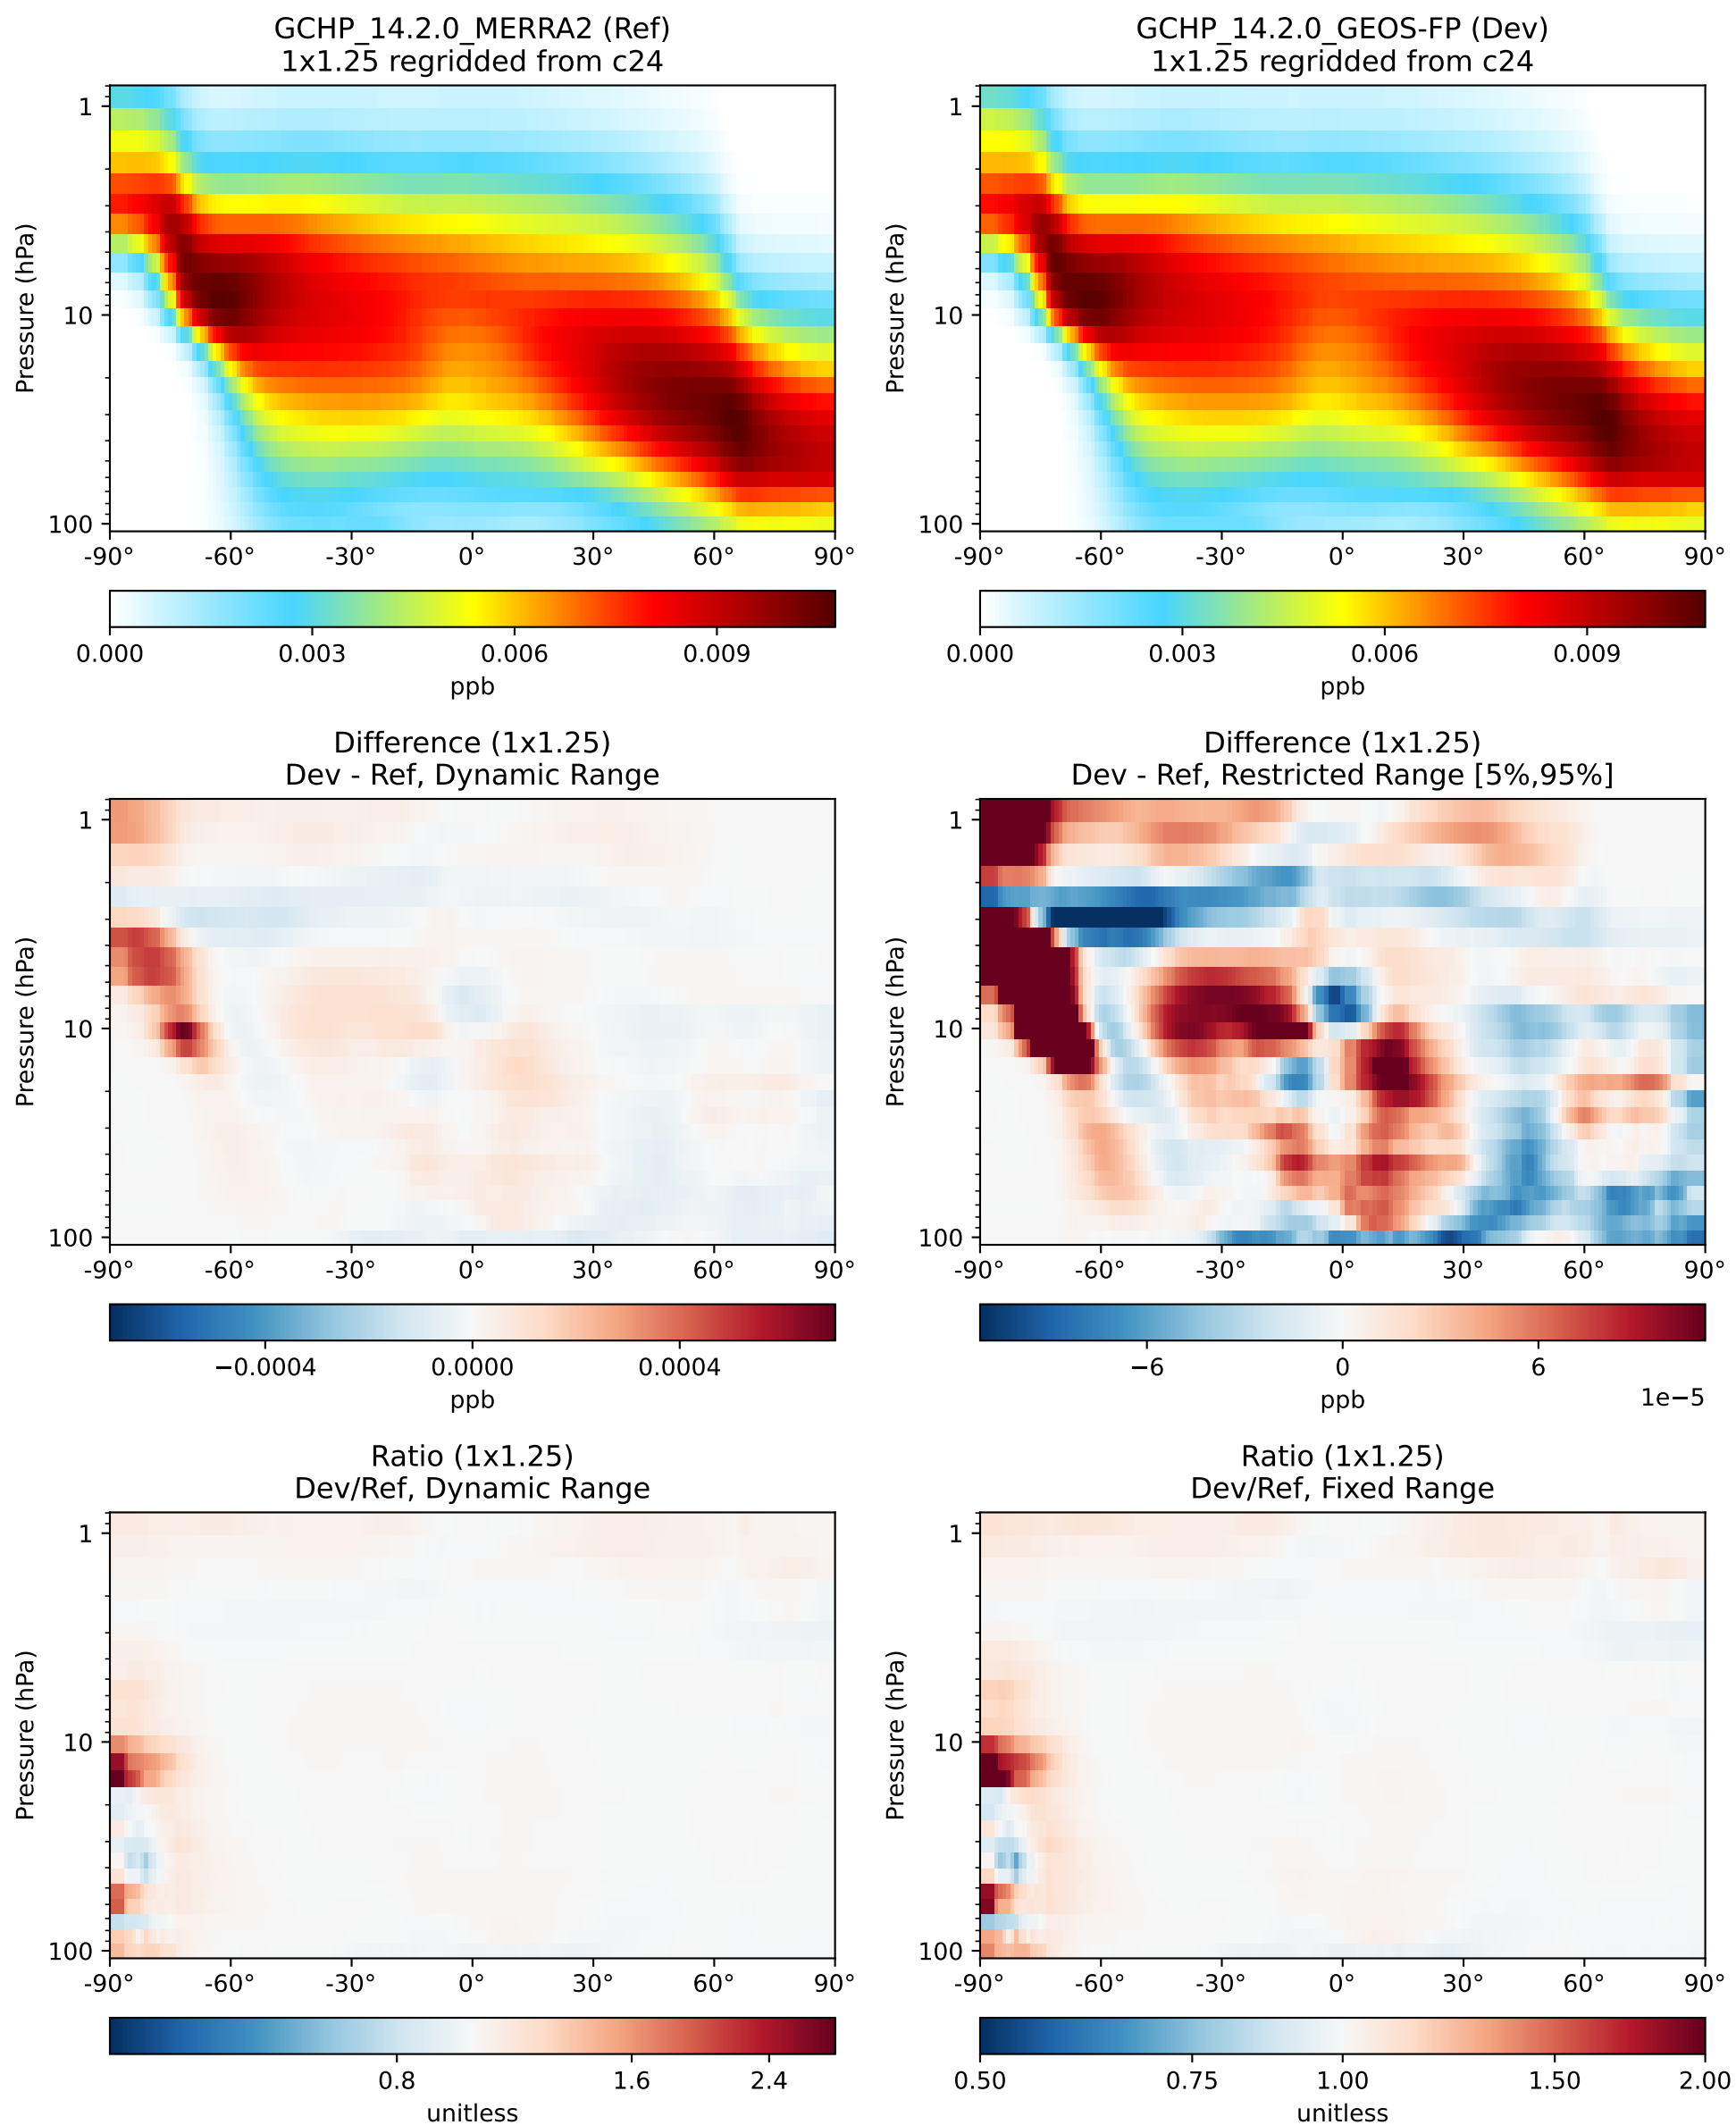 GCHP_14.2.0_MERRA2 (Ref)
1x1.25 regridded from c24
Pressure (hPa)
1
10
100
-90° -60° -30° 0° 30° 60° 90°
0.000 0.003 0.006 0.009
ppb
GCHP_14.2.0_GEOS-FP (Dev)
1x1.25 regridded from c24
Pressure (hPa)
1
10
100
-90° -60° -30° 0° 30° 60° 90°
0.000 0.003 0.006 0.009
ppb
Difference (1x1.25)
Dev - Ref, Dynamic Range
Pressure (hPa)
1
10
100
-90° -60° -30° 0° 30° 60° 90°
−0.0004 0.0000 0.0004
ppb
Difference (1x1.25)
Dev - Ref, Restricted Range [5%,95%]
Pressure (hPa)
1
10
100
-90° -60° -30° 0° 30° 60° 90°
−6 0 6
ppb
1e−5
Ratio (1x1.25)
Dev/Ref, Dynamic Range
Pressure (hPa)
1
10
100
-90° -60° -30° 0° 30° 60° 90°
0.8 1.6 2.4
unitless
Ratio (1x1.25)
Dev/Ref, Fixed Range
Pressure (hPa)
1
10
100
-90° -60° -30° 0° 30° 60° 90°
0.50 0.75 1.00 1.50 2.00
unitless